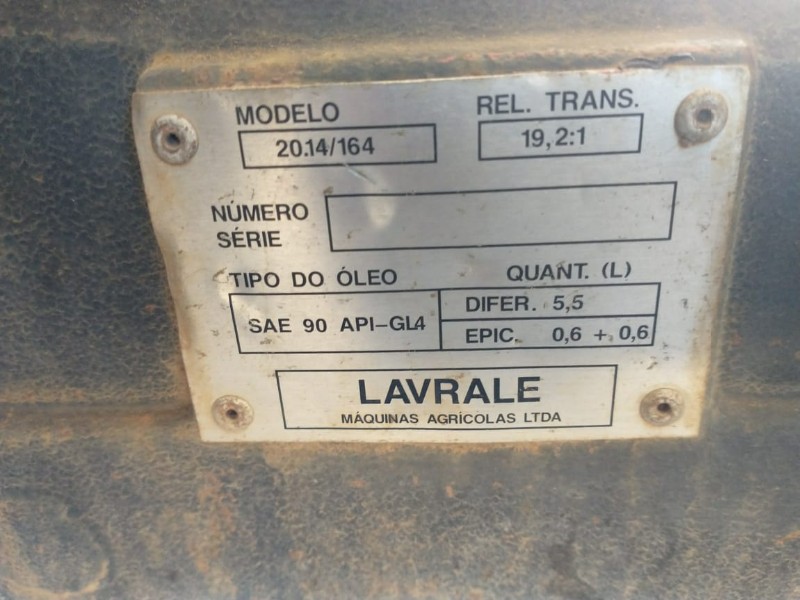 MODELO REL. TRANS.
20.14/164 19,2:1
NÚMERO
SÉRIE
TIPO DO ÓLEO QUANT. (L)
SAE 90 API-GL4
DIFER. 5,5
EPIC. 0,6 + 0,6
LAVRALE
MÁQUINAS AGRÍCOLAS LTDA